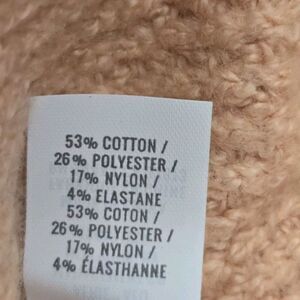 53% COTTON /
26% POLYESTER /
17% NYLON /
4% ELASTANE
53% COTON /
26% POLYESTER /
17% NYLON /
4% ÉLASTHANNE